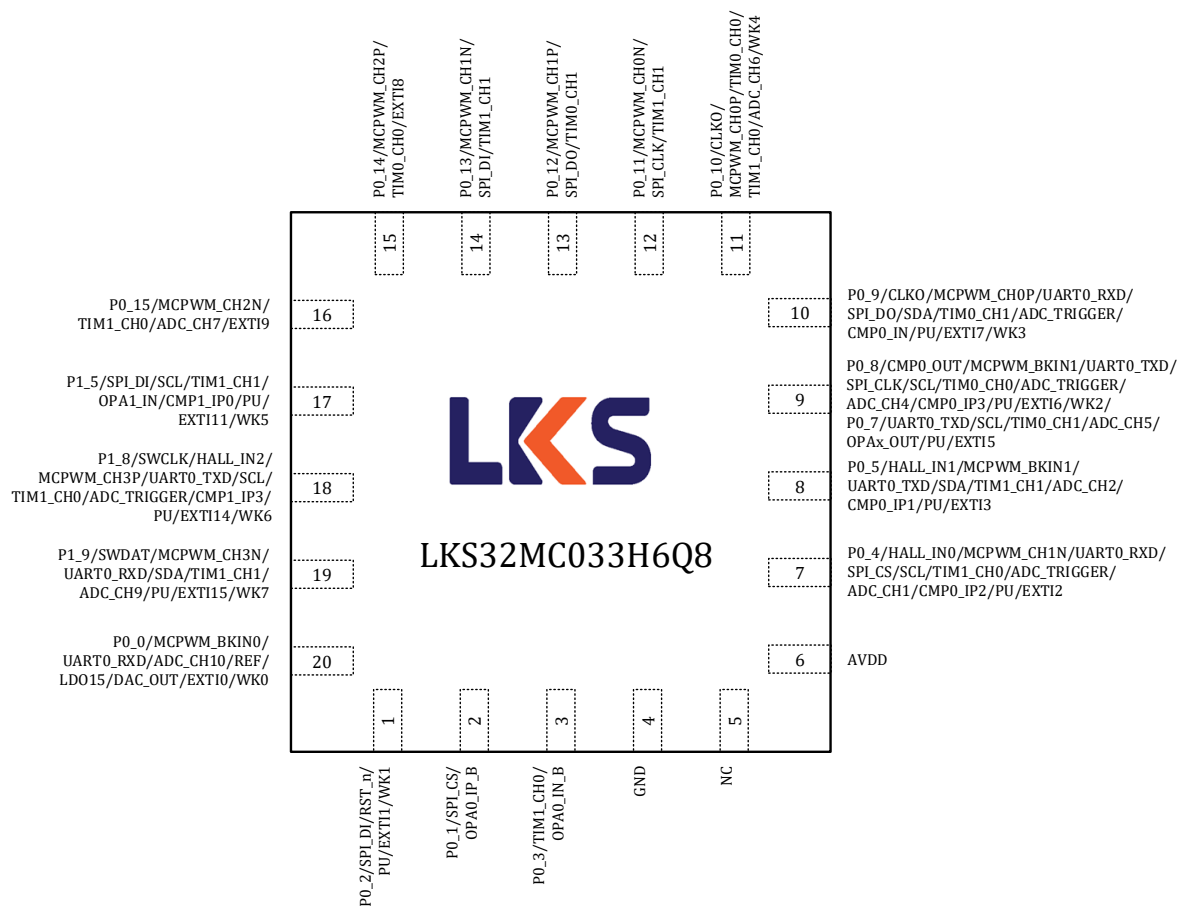 P0_14/MCPWM_CH2P/
TIM0_CH0/EXTI8
P0_13/MCPWM_CH1N/
SPI_DI/TIM1_CH1
P0_12/MCPWM_CH1P/
SPI_DO/TIM0_CH1
P0_11/MCPWM_CH0N/
SPI_CLK/TIM1_CH1
P0_10/CLKO/
MCPWM_CH0P/TIM0_CH0/
TIM1_CH0/ADC_CH6/WK4
15
14
13
12
11
P0_15/MCPWM_CH2N/
TIM1_CH0/ADC_CH7/EXTI9
16
P1_5/SPI_DI/SCL/TIM1_CH1/
OPA1_IN/CMP1_IP0/PU/
EXTI11/WK5
17
P1_8/SWCLK/HALL_IN2/
MCPWM_CH3P/UART0_TXD/SCL/
TIM1_CH0/ADC_TRIGGER/CMP1_IP3/
PU/EXTI14/WK6
18
P1_9/SWDAT/MCPWM_CH3N/
UART0_RXD/SDA/TIM1_CH1/
ADC_CH9/PU/EXTI15/WK7
19
P0_0/MCPWM_BKIN0/
UART0_RXD/ADC_CH10/REF/
LDO15/DAC_OUT/EXTI0/WK0
20
LKS
LKS32MC033H6Q8
10
P0_9/CLKO/MCPWM_CH0P/UART0_RXD/
SPI_DO/SDA/TIM0_CH1/ADC_TRIGGER/
CMP0_IN/PU/EXTI7/WK3
9
P0_8/CMP0_OUT/MCPWM_BKIN1/UART0_TXD/
SPI_CLK/SCL/TIM0_CH0/ADC_TRIGGER/
ADC_CH4/CMP0_IP3/PU/EXTI6/WK2/
P0_7/UART0_TXD/SCL/TIM0_CH1/ADC_CH5/
OPAx_OUT/PU/EXTI5
8
P0_5/HALL_IN1/MCPWM_BKIN1/
UART0_TXD/SDA/TIM1_CH1/ADC_CH2/
CMP0_IP1/PU/EXTI3
7
P0_4/HALL_IN0/MCPWM_CH1N/UART0_RXD/
SPI_CS/SCL/TIM1_CH0/ADC_TRIGGER/
ADC_CH1/CMP0_IP2/PU/EXTI2
6
AVDD
1
2
3
4
5
P0_2/SPI_DI/RST_n/
PU/EXTI1/WK1
P0_1/SPI_CS/
OPA0_IP_B
P0_3/TIM1_CH0/
OPA0_IN_B
GND
NC